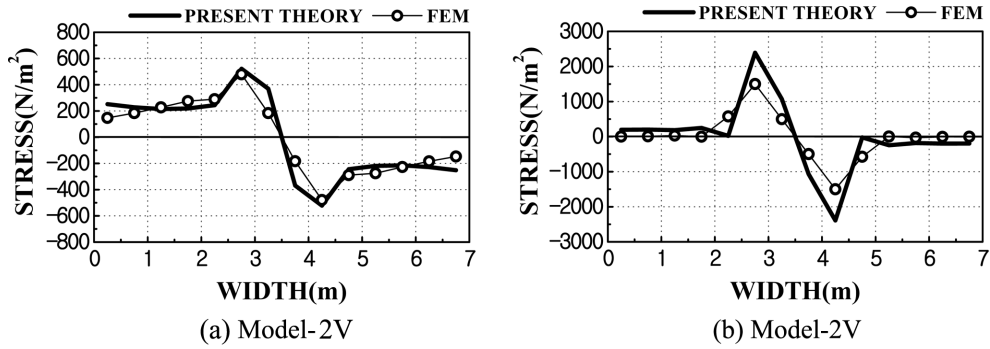 PRESENT THEORY FEM
STRESS(N/m²)
800
600
400
200
0
−200
−400
−600
−800
0 1 2 3 4 5 6 7
WIDTH(m)
(a) Model-2V
PRESENT THEORY FEM
STRESS(N/m²)
3000
2000
1000
0
−1000
−2000
−3000
0 1 2 3 4 5 6 7
WIDTH(m)
(b) Model-2V